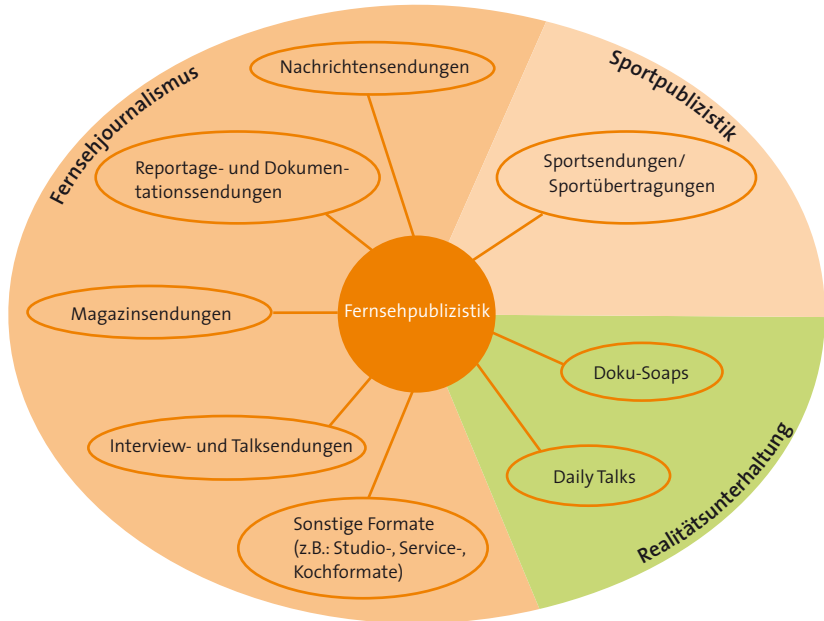 Fernsehjournalismus
Nachrichtensendungen
Reportage- und Dokumen-
tationssendungen
Magazinsendungen
Interview- und Talksendungen
Sonstige Formate
(z.B.: Studio-, Service-,
Kochformate)
Fernsehpublizistik
Sportpublizistik
Sportsendungen/
Sportübertragungen
Doku-Soaps
Daily Talks
Realitätsunterhaltung